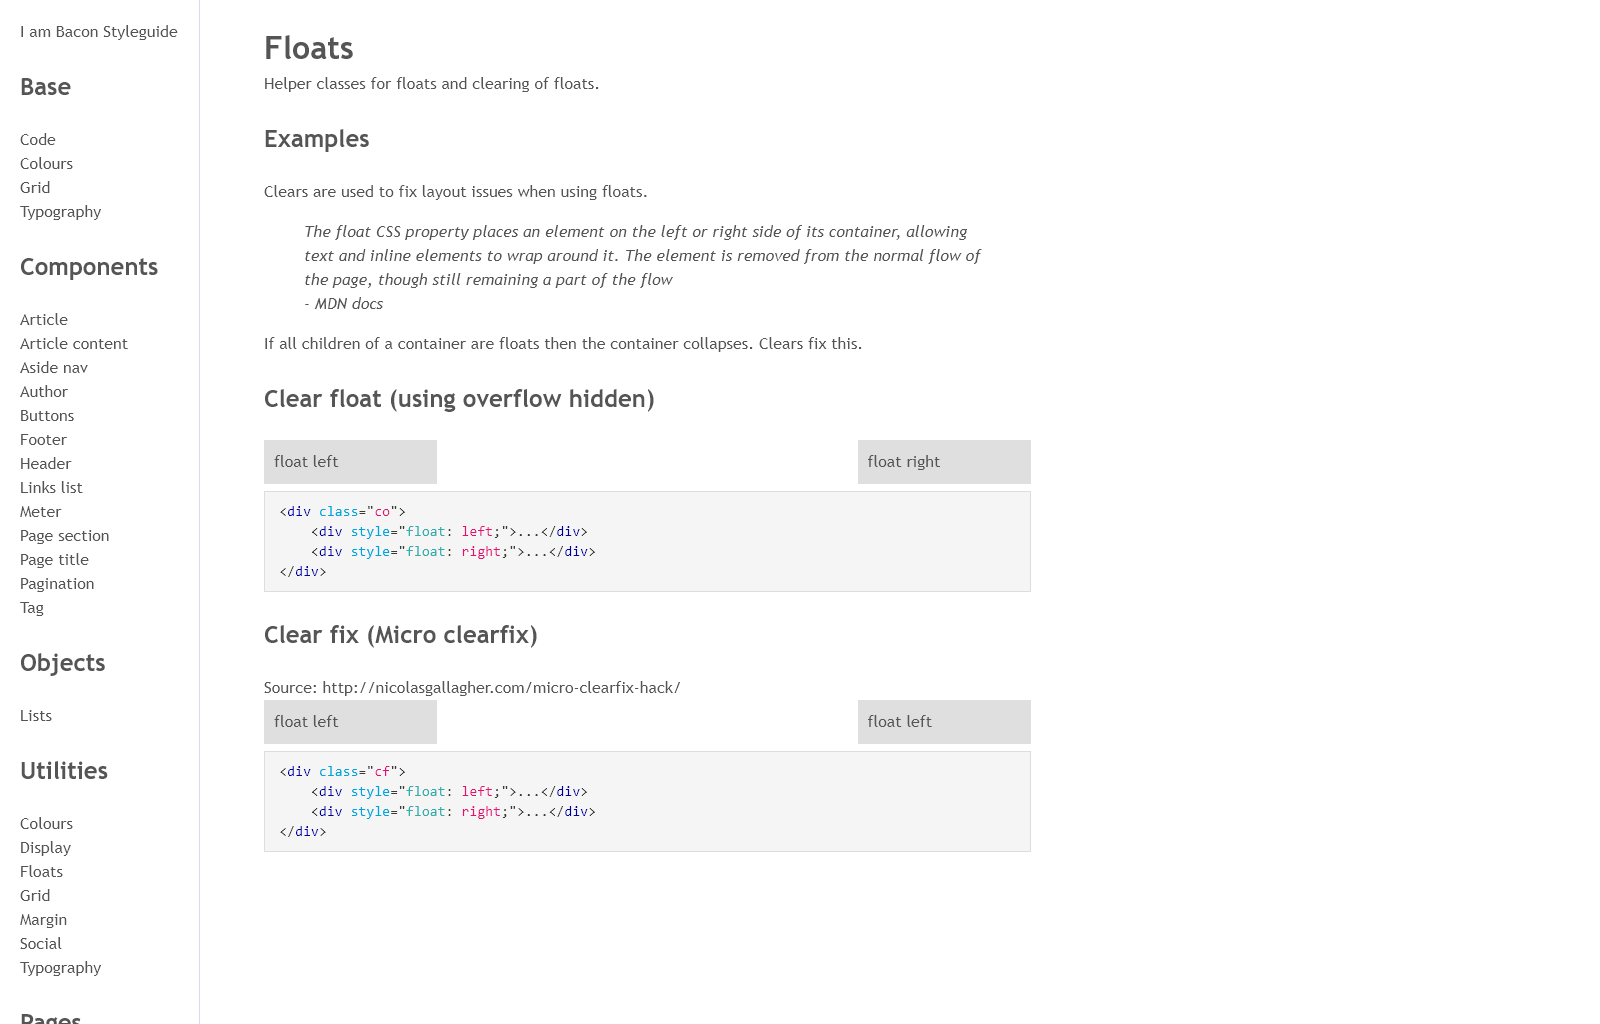 I am Bacon Styleguide
Base
Code
Colours
Grid
Typography
Components
Article
Article content
Aside nav
Author
Buttons
Footer
Header
Links list
Meter
Page section
Page title
Pagination
Tag
Objects
Lists
Utilities
Colours
Display
Floats
Grid
Margin
Social
Typography
Pages
Floats
Helper classes for floats and clearing of floats.
Examples
Clears are used to fix layout issues when using floats.
The float CSS property places an element on the left or right side of its container, allowing
text and inline elements to wrap around it. The element is removed from the normal flow of
the page, though still remaining a part of the flow
- MDN docs
If all children of a container are floats then the container collapses. Clears fix this.
Clear float (using overflow hidden)
float left
float right
<div class="co">
    <div style="float: left;">...</div>
    <div style="float: right;">...</div>
</div>
Clear fix (Micro clearfix)
Source: http://nicolasgallagher.com/micro-clearfix-hack/
float left
float left
<div class="cf">
    <div style="float: left;">...</div>
    <div style="float: right;">...</div>
</div>